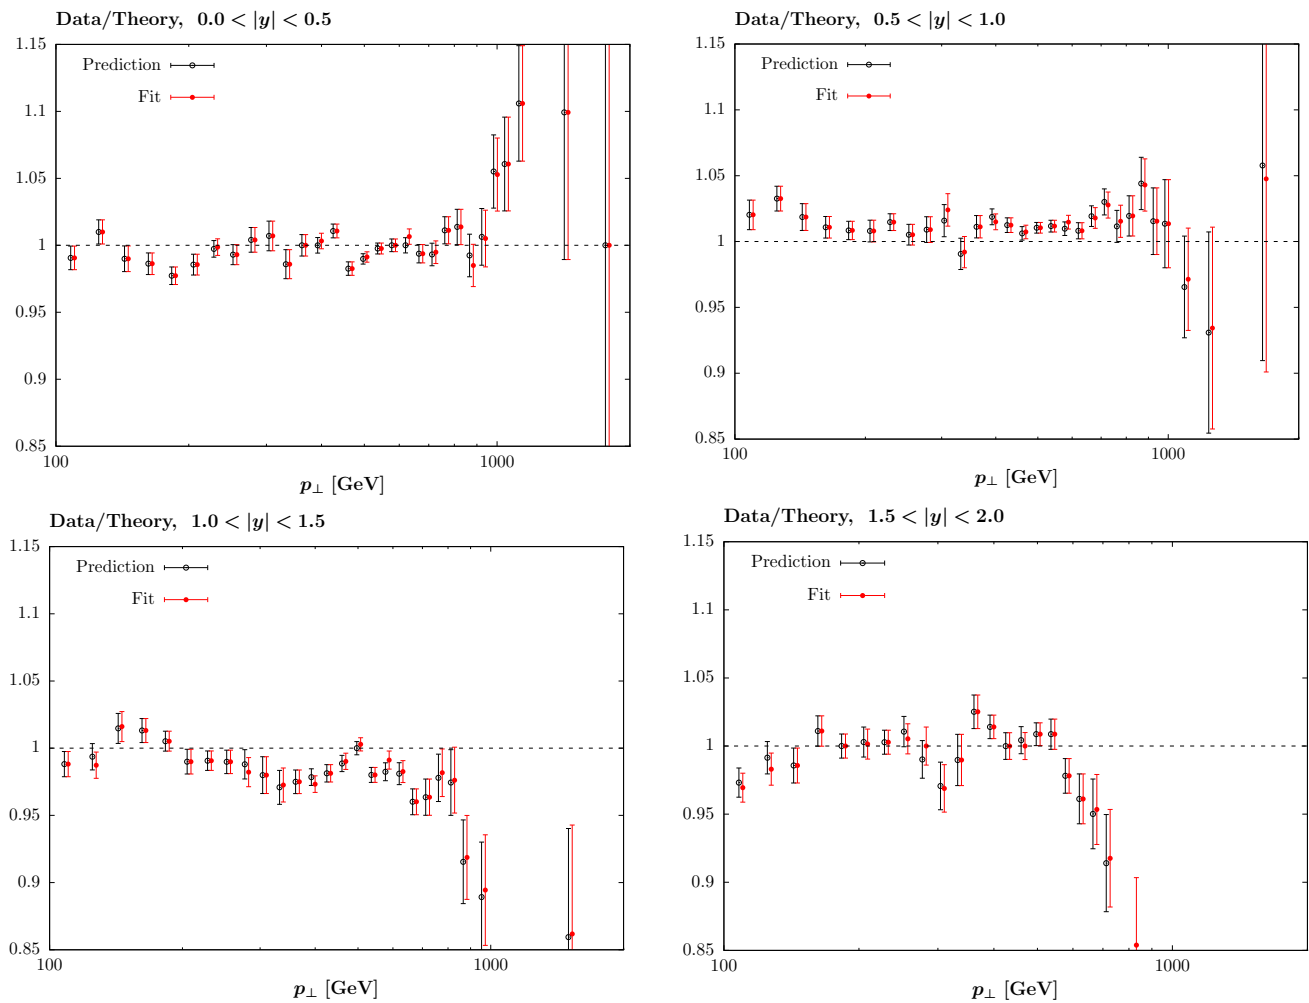 Data/Theory, 0.0 < |y| < 0.5
1.15
Prediction
Fit
1.1
1.05
1
0.95
0.9
0.85
100
1000
p⊥ [GeV]
Data/Theory, 0.5 < |y| < 1.0
1.15
Prediction
Fit
1.1
1.05
1
0.95
0.9
0.85
100
1000
p⊥ [GeV]
Data/Theory, 1.0 < |y| < 1.5
1.15
Prediction
Fit
1.1
1.05
1
0.95
0.9
0.85
100
1000
p⊥ [GeV]
Data/Theory, 1.5 < |y| < 2.0
1.15
Prediction
Fit
1.1
1.05
1
0.95
0.9
0.85
100
1000
p⊥ [GeV]